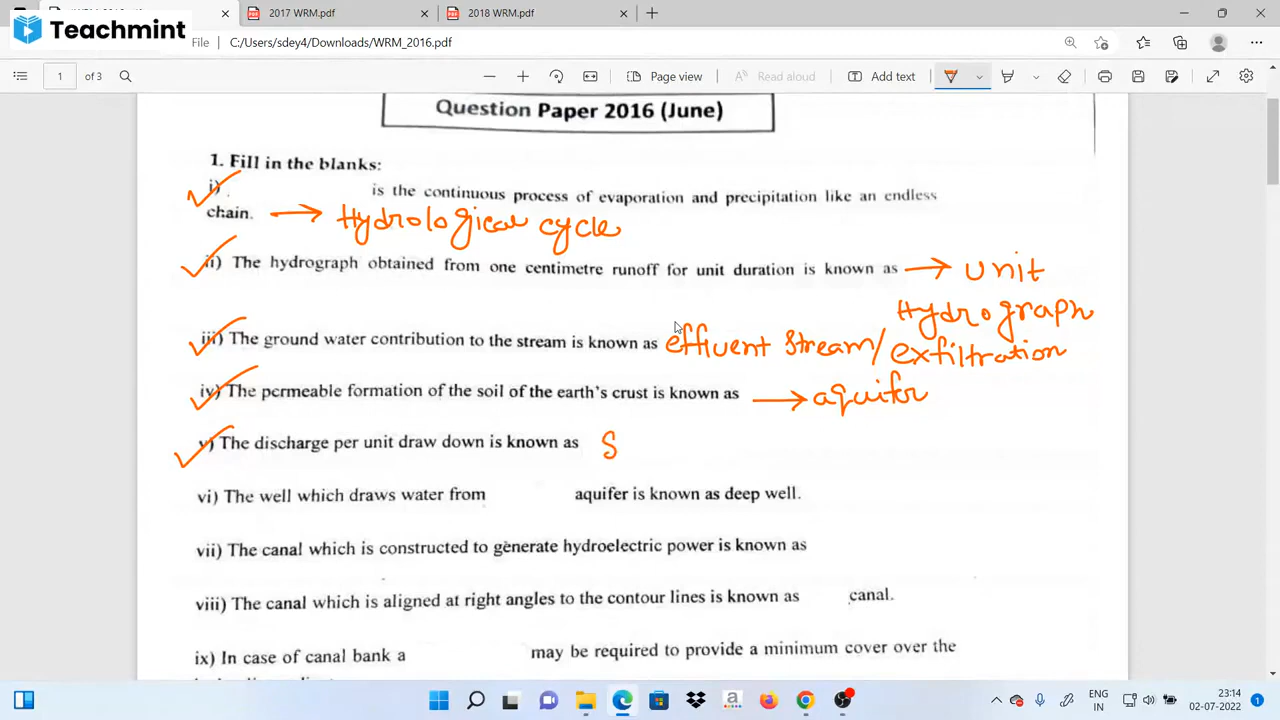 Teachmint
2017 WRM.pdf
2018 WRM.pdf
File C:/Users/sdey4/Downloads/WRM_2016.pdf
1 of 3 Page view Read aloud Add text
Question Paper 2016 (June)
1. Fill in the blanks:
i) is the continuous process of evaporation and precipitation like an endless
chain. → Hydrological cycle
ii) The hydrograph obtained from one centimetre runoff for unit duration is known as → unit
Hydrograph
iii) The ground water contribution to the stream is known as effluent stream/ exfiltration
iv) The permeable formation of the soil of the earth's crust is known as → aquifer
v) The discharge per unit draw down is known as S
vi) The well which draws water from aquifer is known as deep well.
vii) The canal which is constructed to generate hydroelectric power is known as
viii) The canal which is aligned at right angles to the contour lines is known as canal.
ix) In case of canal bank a may be required to provide a minimum cover over the
ENG
IN
23:14
02-07-2022